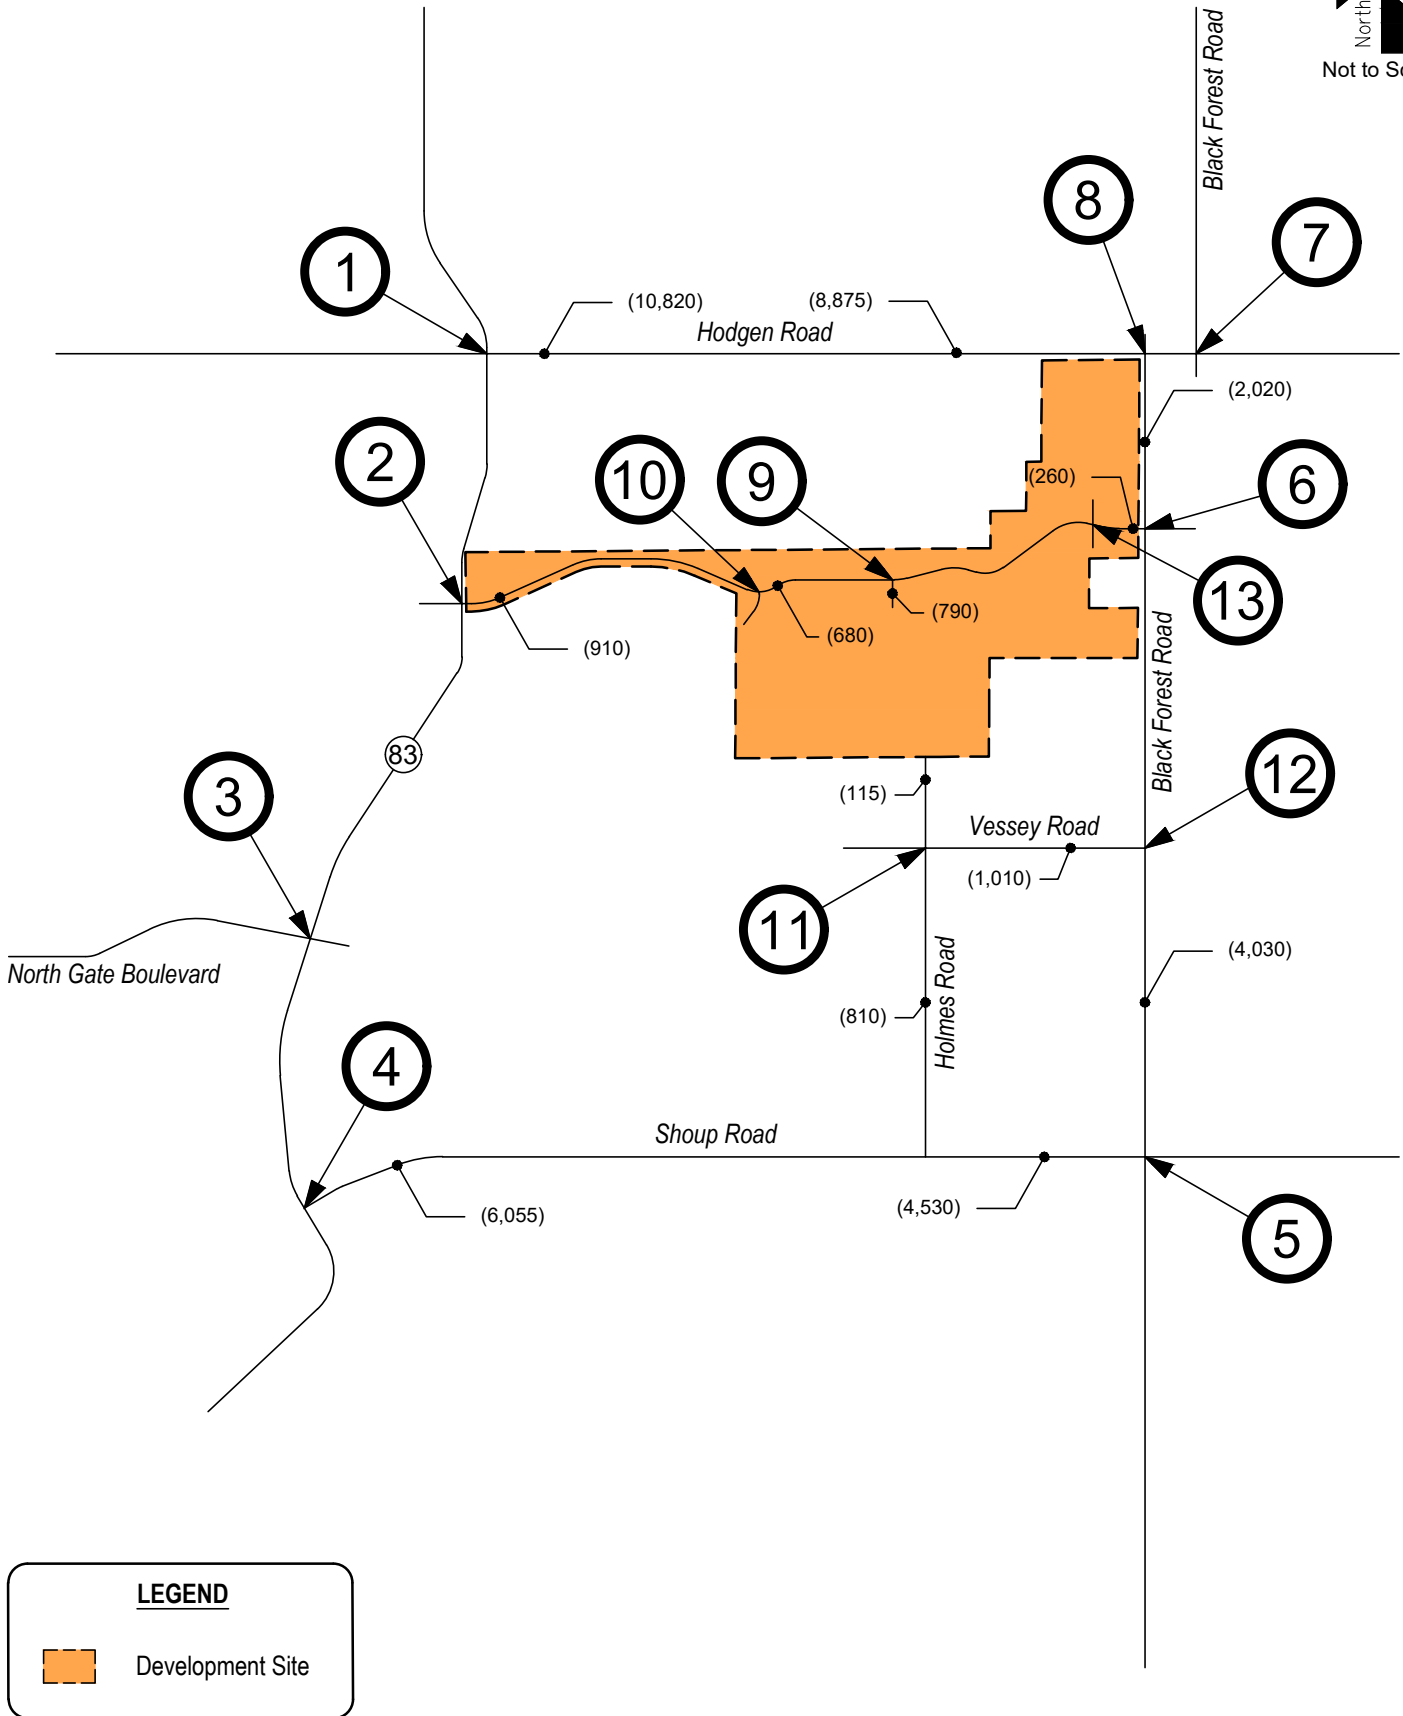 North
Not to Sc
Black Forest Road
8
7
1
(10,820)
(8,875)
Hodgen Road
(2,020)
2
10
9
(260)
6
13
(790)
(680)
(910)
Black Forest Road
83
3
(115)
Vessey Road
12
(1,010)
11
North Gate Boulevard
Holmes Road
(4,030)
(810)
4
Shoup Road
(6,055)
(4,530)
5
LEGEND
Development Site